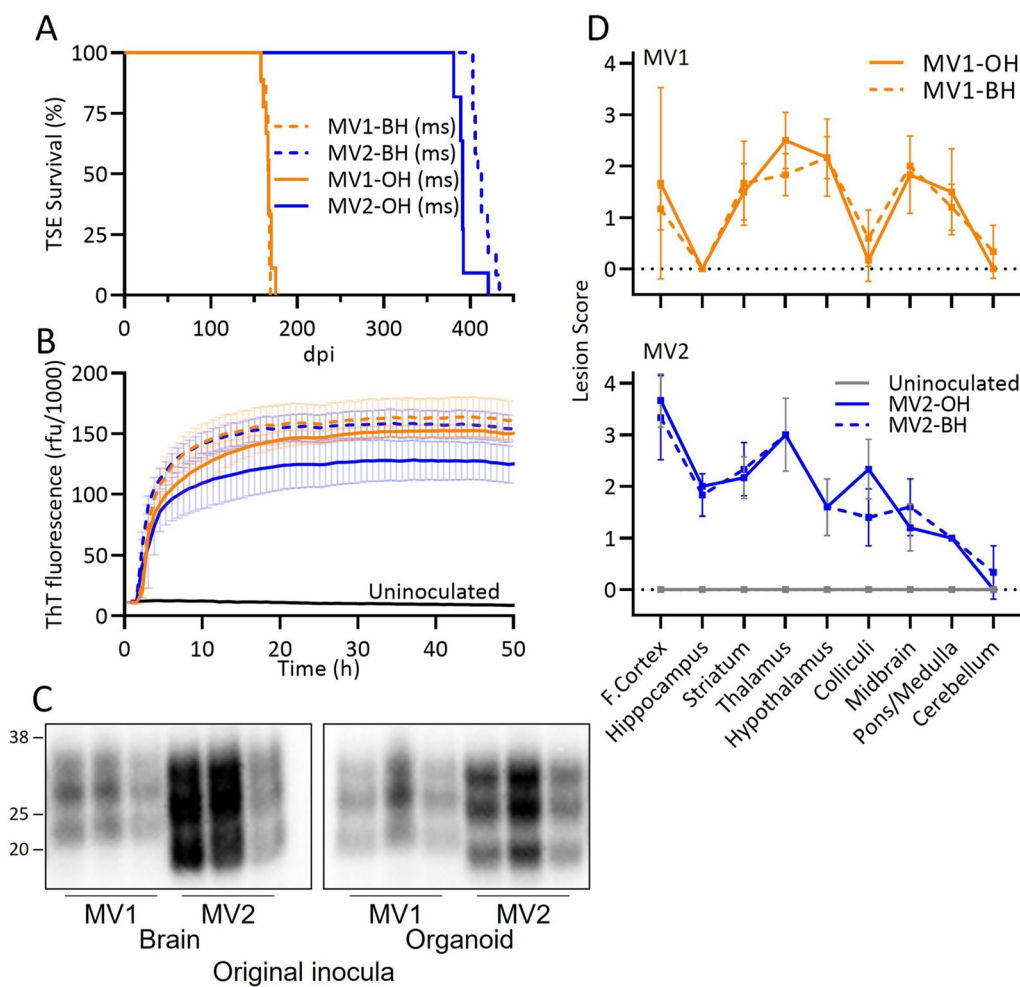 A
TSE Survival (%)
100
75
50
25
0
MV1-BH (ms)
MV2-BH (ms)
MV1-OH (ms)
MV2-OH (ms)
0 100 200 300 400
dpi
B
ThT fluorescence (rfu/1000)
200
150
100
50
0
Uninoculated
0 10 20 30 40 50
Time (h)
C
38
25
20
MV1 MV2
Brain
MV1 MV2
Organoid
Original inocula
D
Lesion Score
MV1
MV1-OH
MV1-BH
4
3
2
1
0
MV2
Uninoculated
MV2-OH
MV2-BH
4
3
2
1
0
F.Cortex
Hippocampus
Striatum
Thalamus
Hypothalamus
Colliculi
Midbrain
Pons/Medulla
Cerebellum